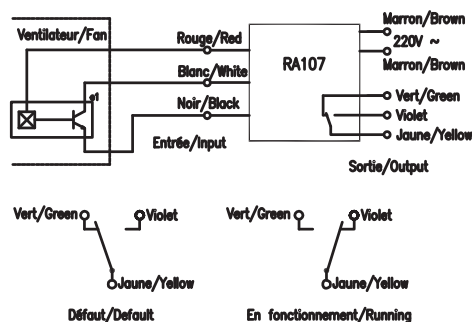 Ventilateur/Fan
Rouge/Red
Blanc/White
Noir/Black
Entrée/Input
*1
RA107
Marron/Brown
220V ~
Marron/Brown
Vert/Green
Violet
Jaune/Yellow
Sortie/Output
Vert/Green
Violet
Jaune/Yellow
Défaut/Default
Vert/Green
Violet
Jaune/Yellow
En fonctionnement/Running